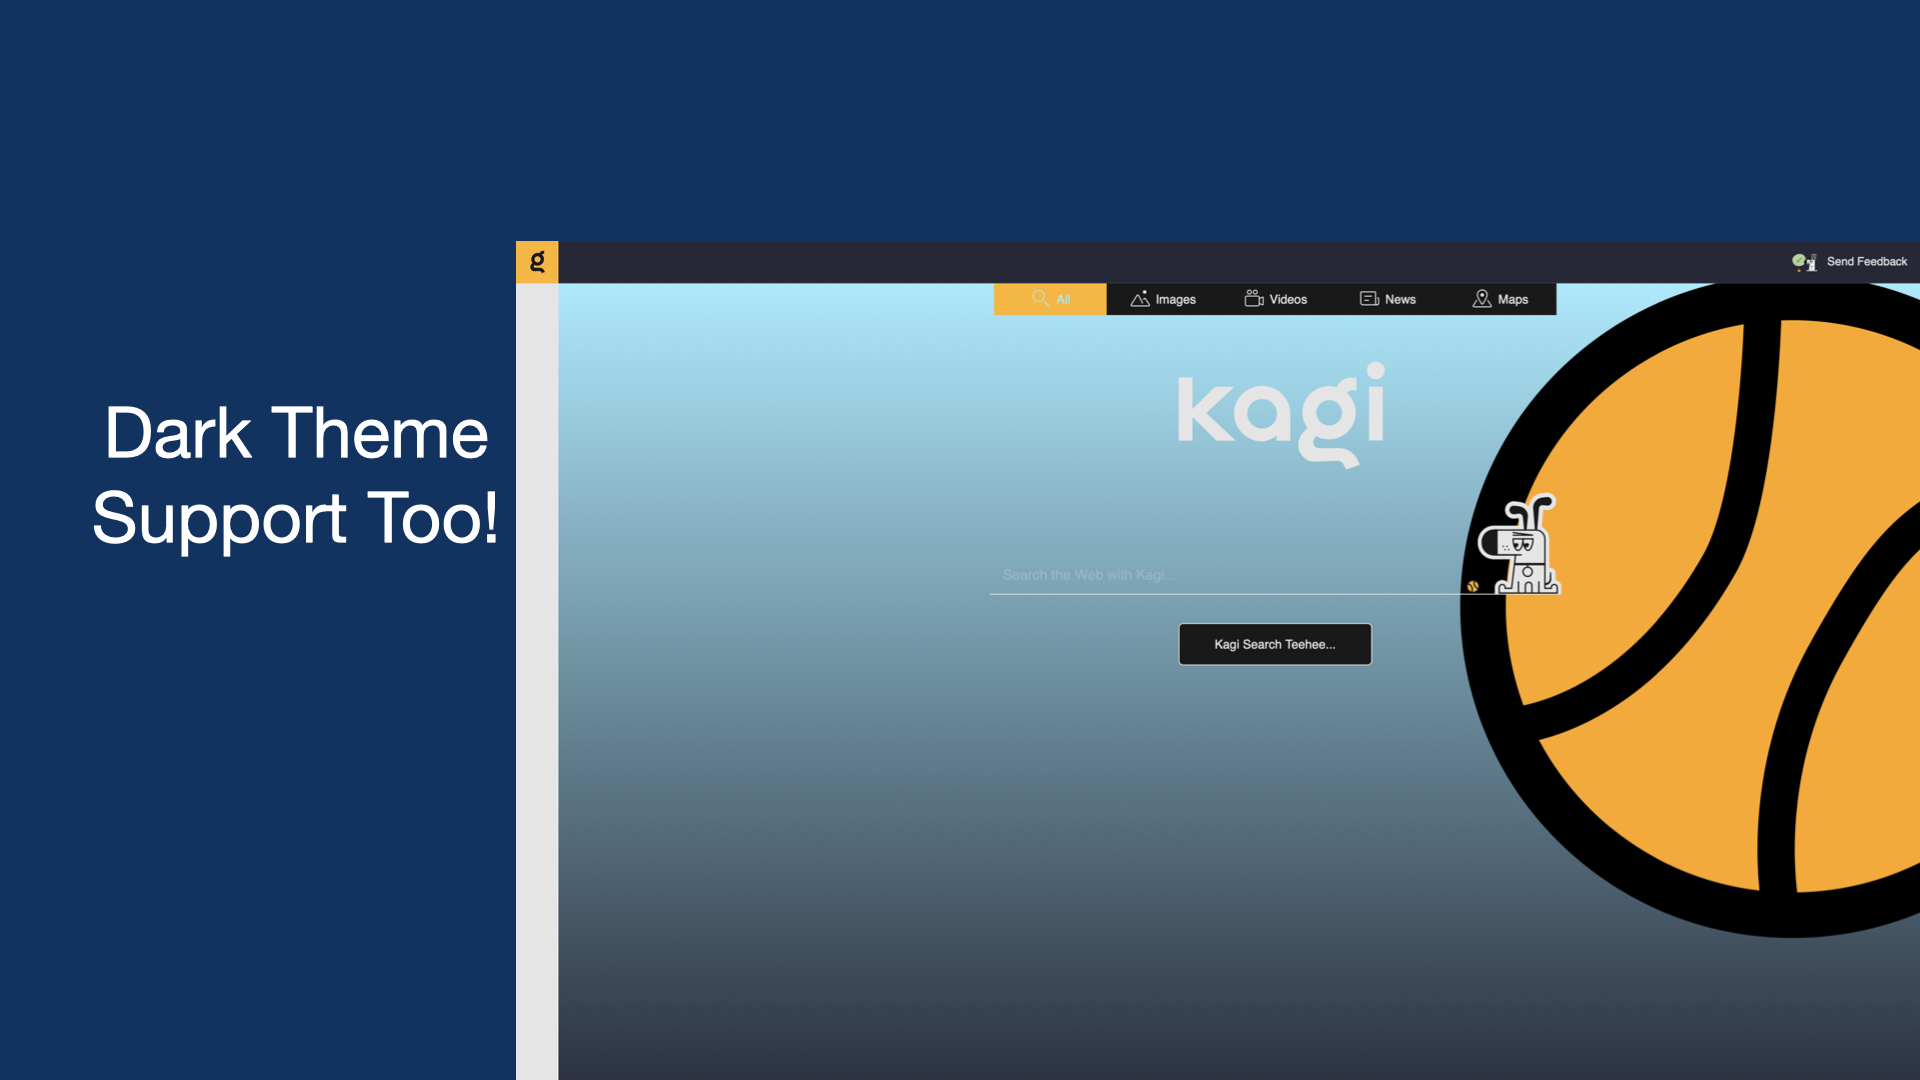 Dark Theme
Support Too!
g
Send Feedback
All
Images
Videos
News
Maps
kagi
Search the Web with Kagi...
Kagi Search Teehee...